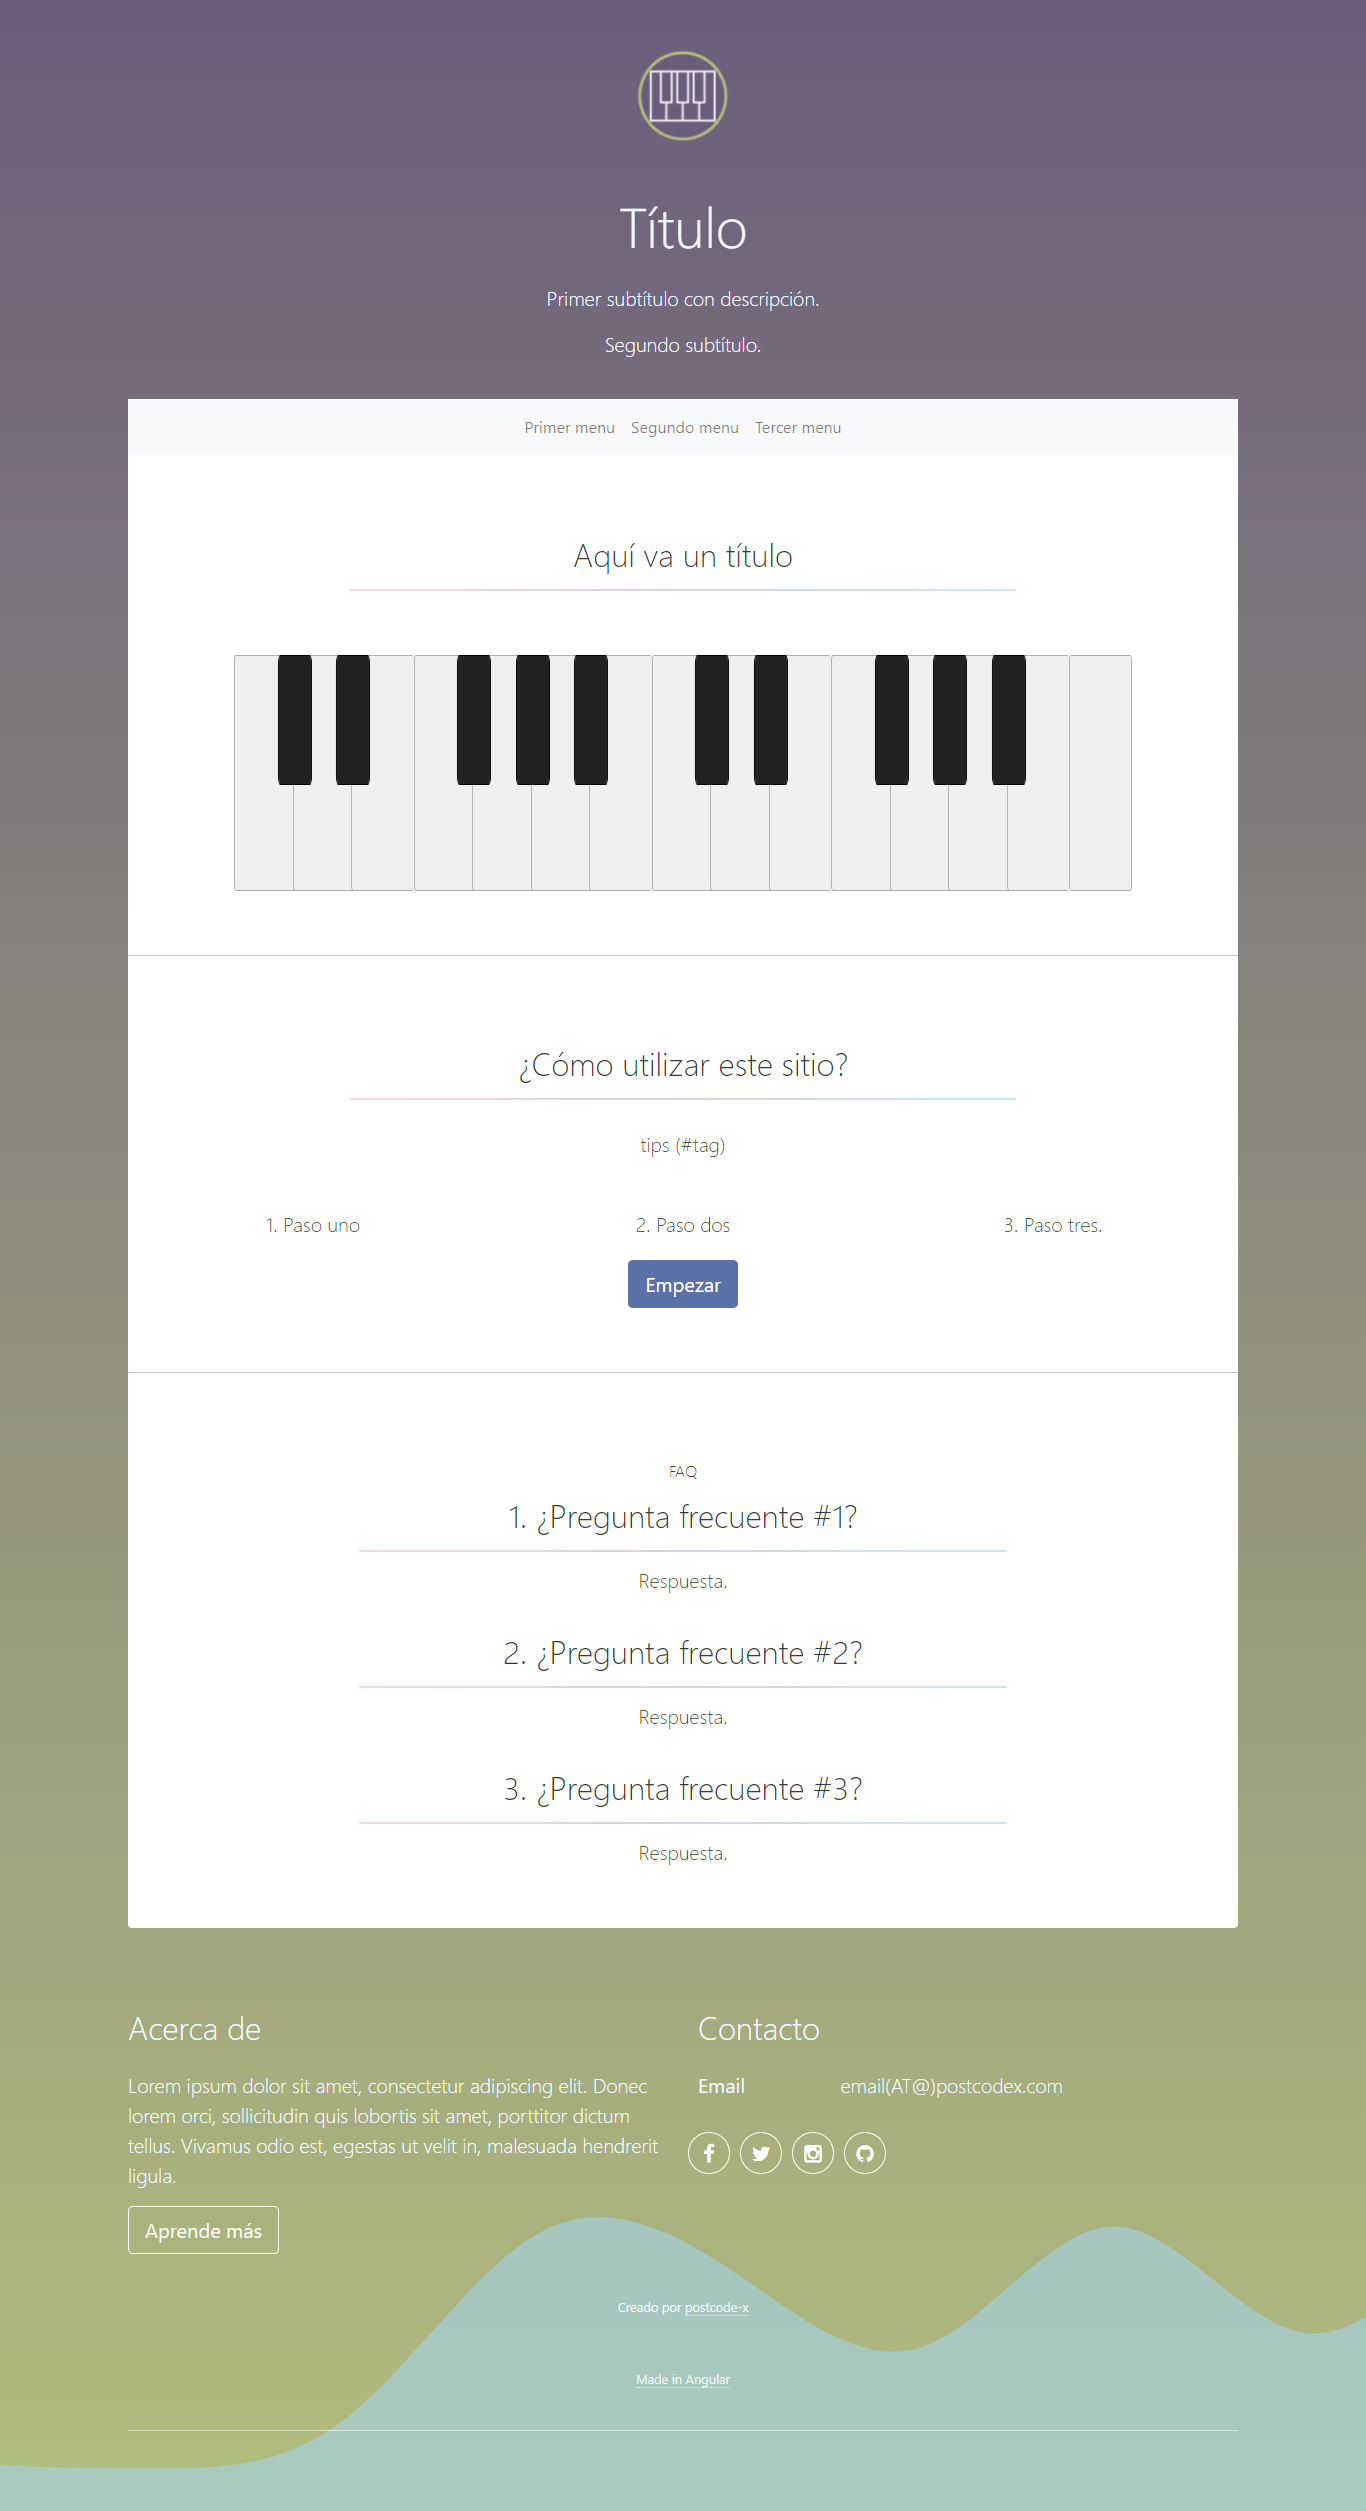 Título
Primer subtítulo con descripción.
Segundo subtítulo.
Primer menu Segundo menu Tercer menu
Aquí va un título
¿Cómo utilizar este sitio?
tips (#tag)
1. Paso uno
2. Paso dos
3. Paso tres.
Empezar
FAQ
1. ¿Pregunta frecuente #1?
Respuesta.
2. ¿Pregunta frecuente #2?
Respuesta.
3. ¿Pregunta frecuente #3?
Respuesta.
Acerca de
Lorem ipsum dolor sit amet, consectetur adipiscing elit. Donec
lorem orci, sollicitudin quis lobortis sit amet, porttitor dictum
tellus. Vivamus odio est, egestas ut velit in, malesuada hendrerit
ligula.
Aprende más
Contacto
Email email(AT@)postcodex.com
Creado por postcode-x
Made in Angular